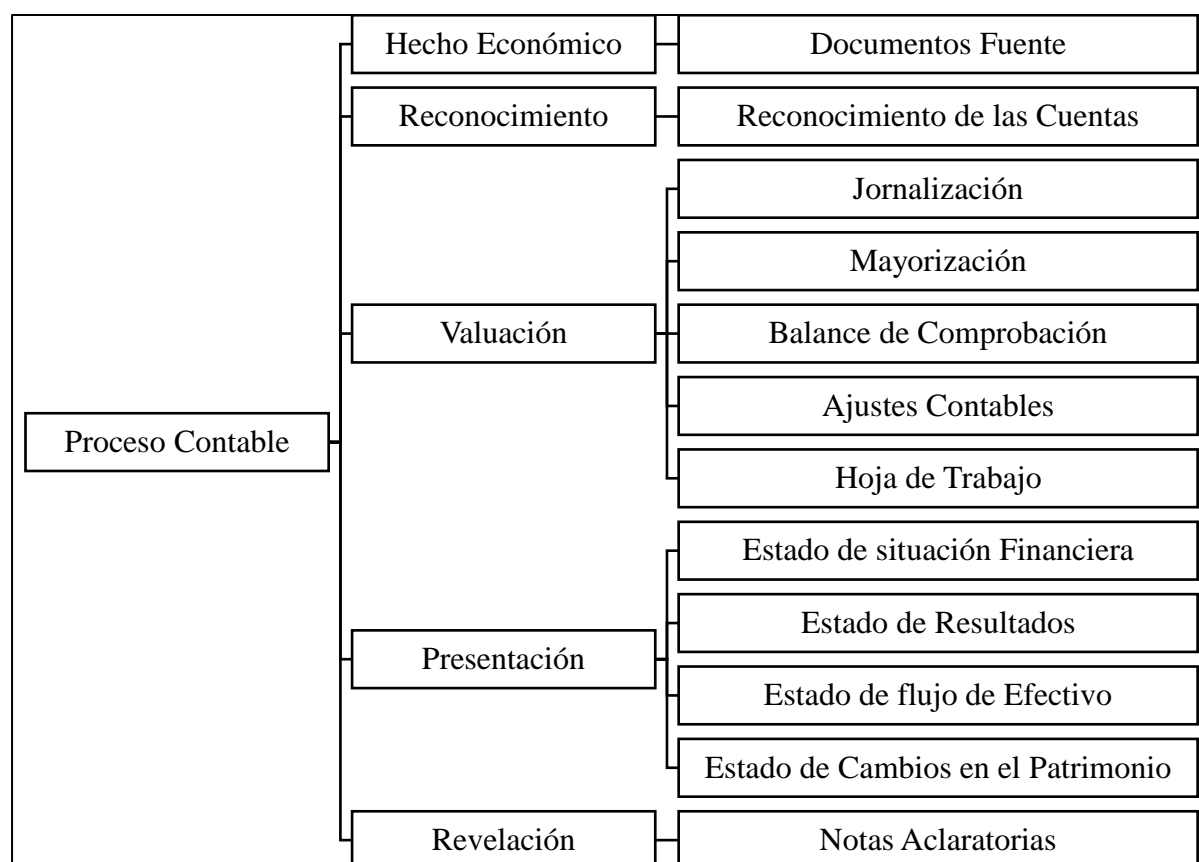 Proceso Contable
Hecho Económico
Documentos Fuente
Reconocimiento
Reconocimiento de las Cuentas
Valuación
Jornalización
Mayorización
Balance de Comprobación
Ajustes Contables
Hoja de Trabajo
Presentación
Estado de situación Financiera
Estado de Resultados
Estado de flujo de Efectivo
Estado de Cambios en el Patrimonio
Revelación
Notas Aclaratorias